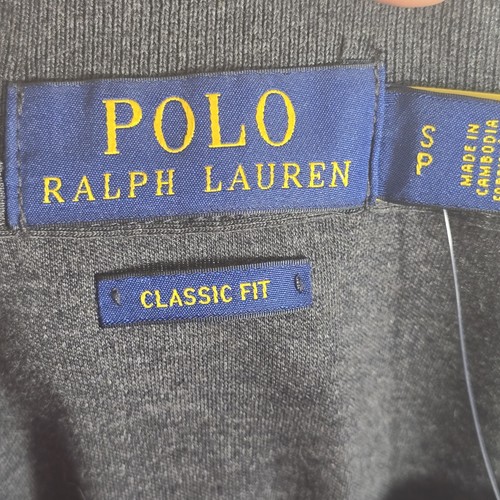 POLO
RALPH LAUREN
CLASSIC FIT
S
P
MADE IN
CAMBODIA